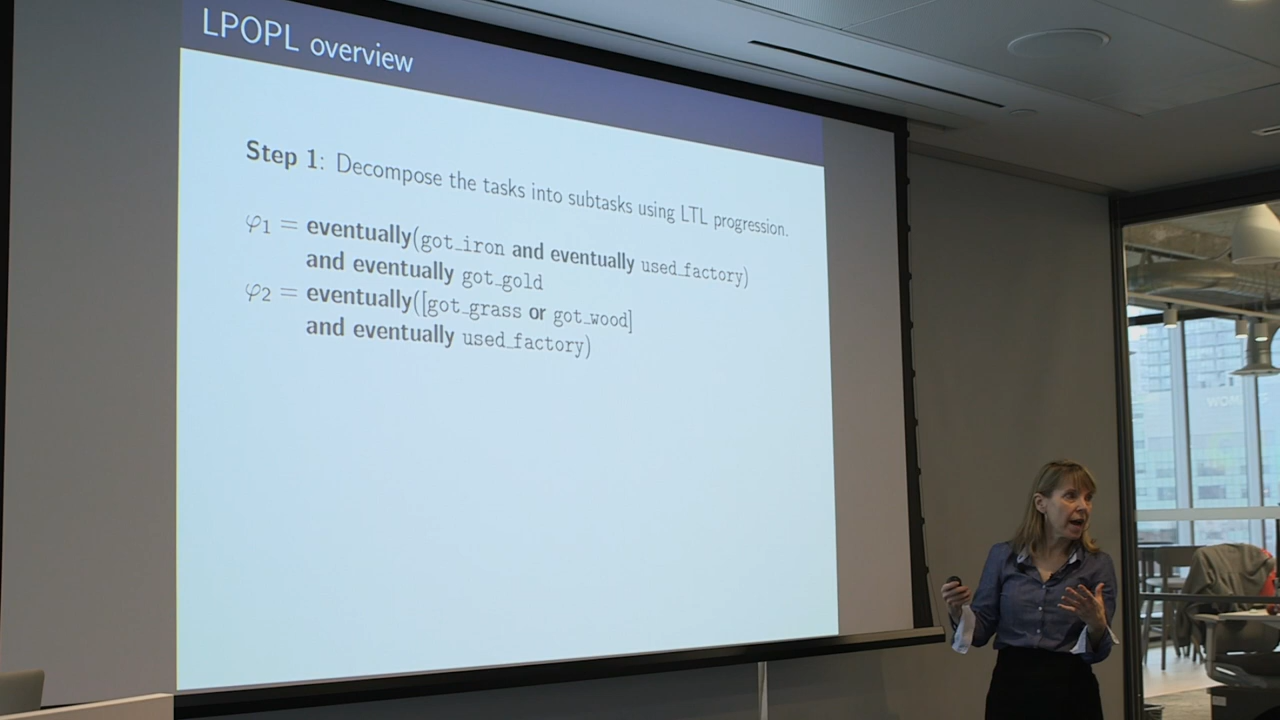 LPOPL overview
Step 1: Decompose the tasks into subtasks using LTL progression.
φ₁ = eventually(got_iron and eventually used_factory)
and eventually got_gold
φ₂ = eventually([got_grass or got_wood]
and eventually used_factory)